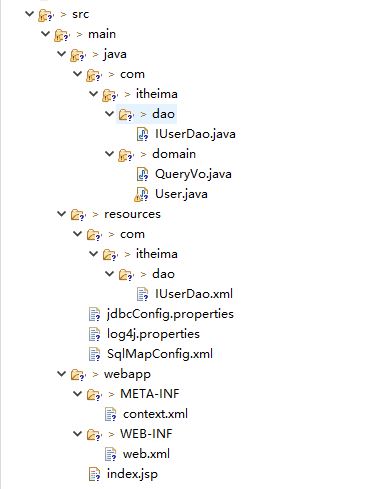 > src
> main
> java
> com
> itheima
> dao
IUserDao.java
> domain
QueryVo.java
User.java
> resources
> com
> itheima
> dao
IUserDao.xml
jdbcConfig.properties
log4j.properties
SqlMapConfig.xml
> webapp
> META-INF
context.xml
> WEB-INF
web.xml
index.jsp